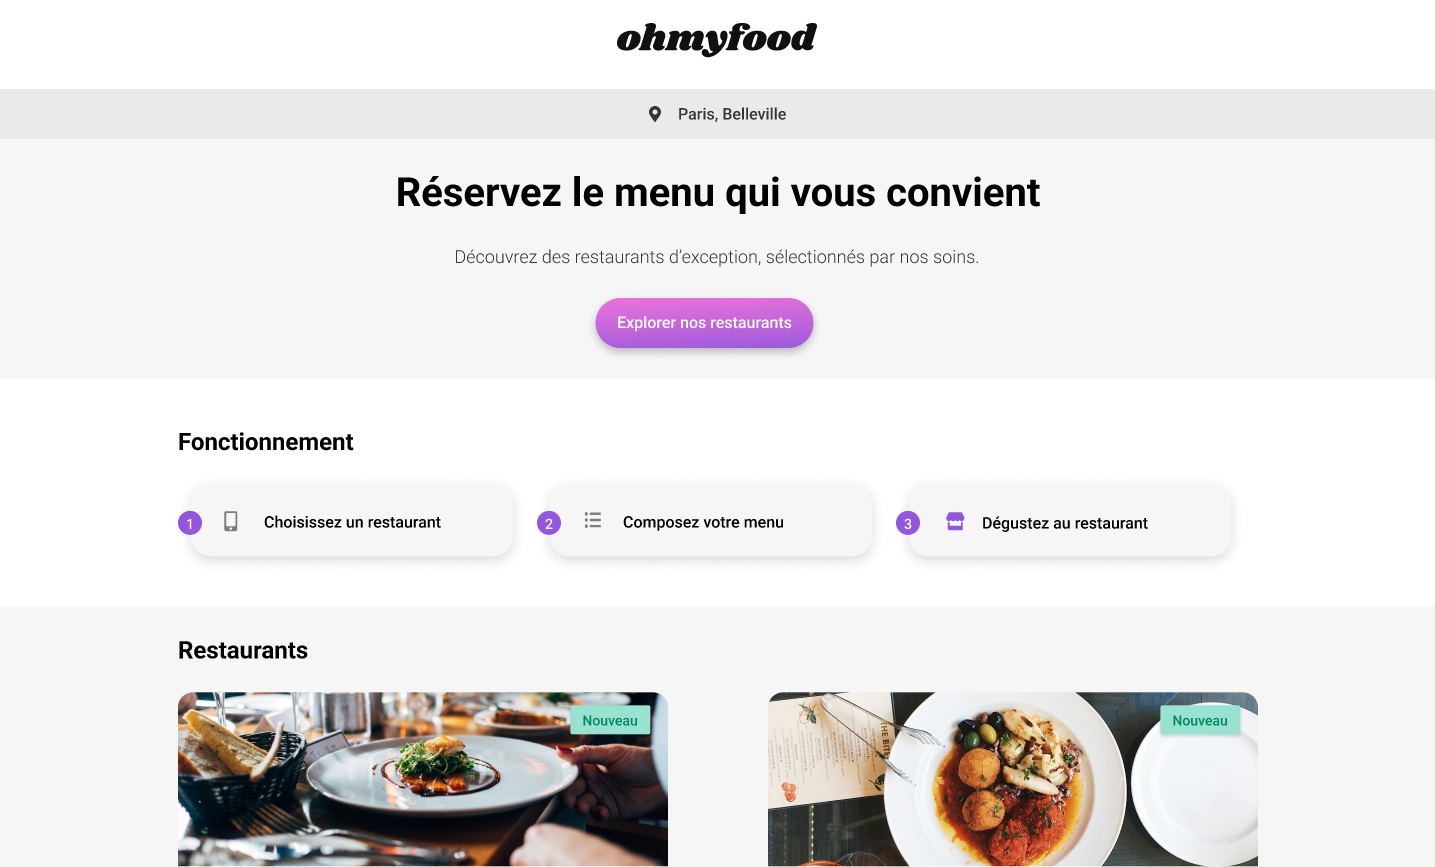 ohmyfood
Paris, Belleville
Réservez le menu qui vous convient
Découvrez des restaurants d’exception, sélectionnés par nos soins.
Explorer nos restaurants
Fonctionnement
1 Choisissez un restaurant
2 Composez votre menu
3 Dégustez au restaurant
Restaurants
Nouveau
Nouveau
THE BITE